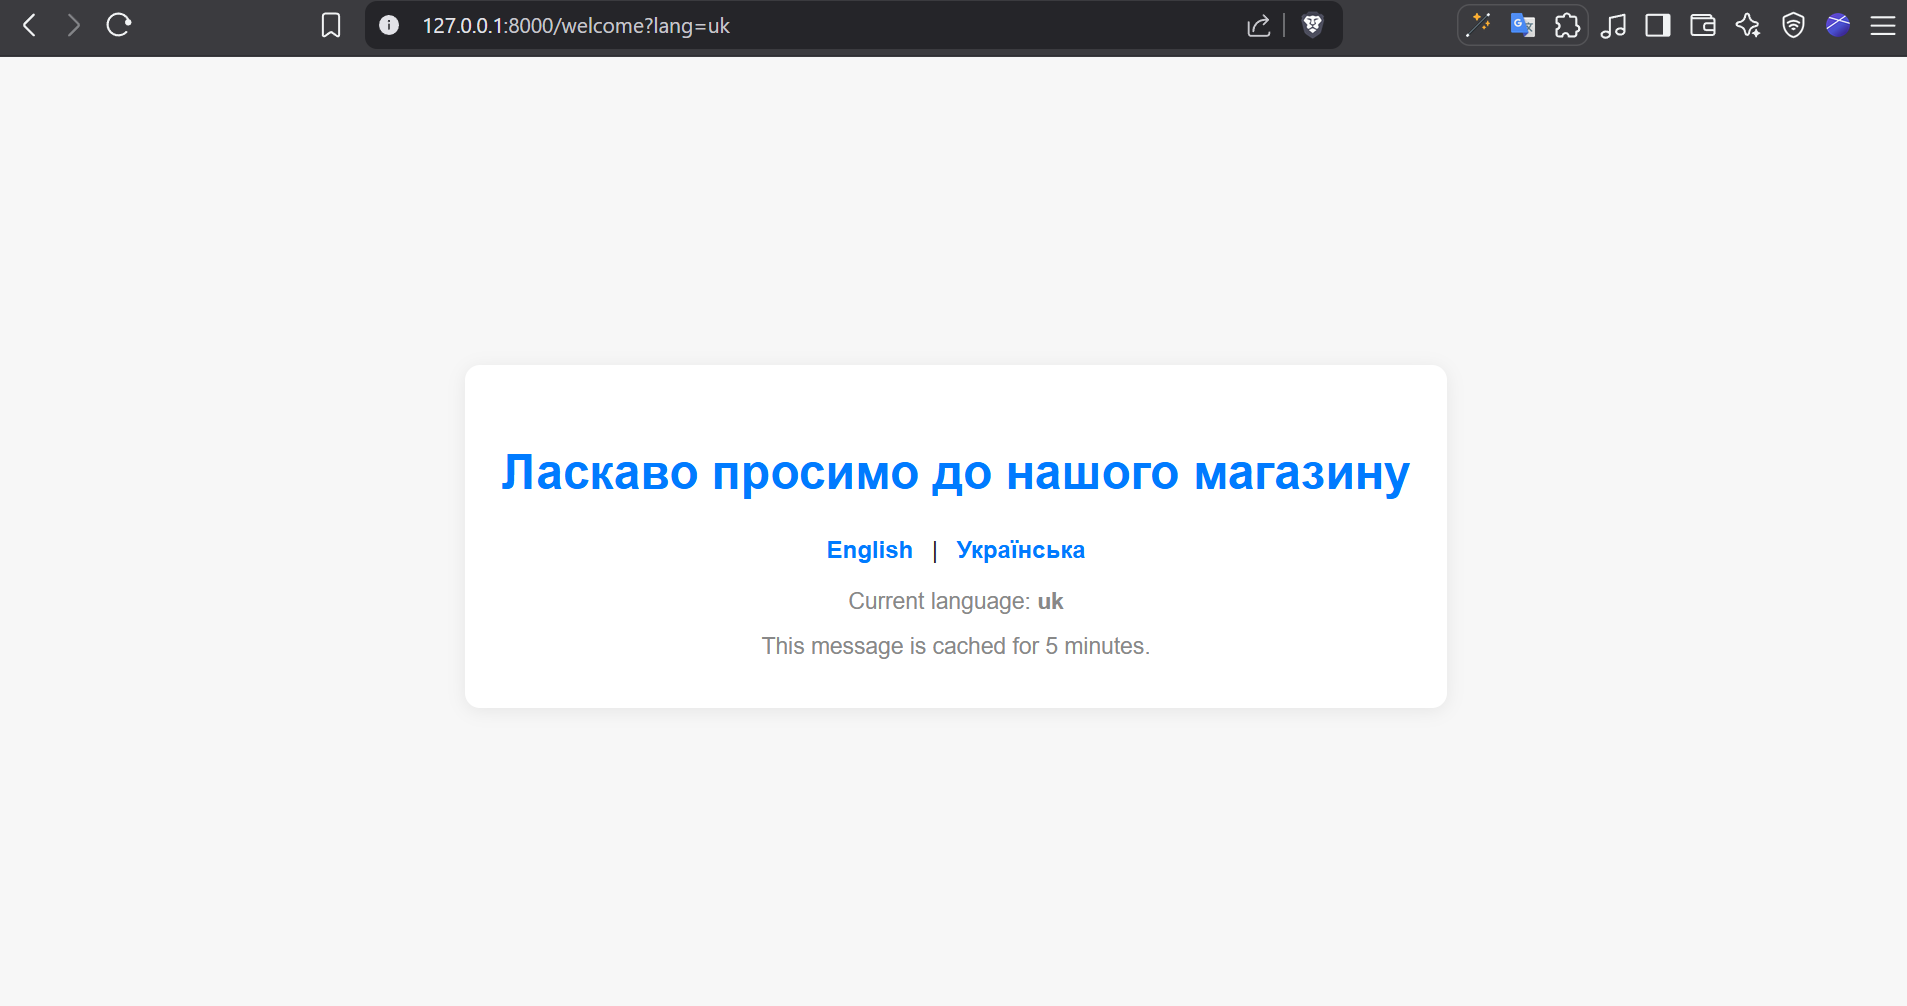 127.0.0.1:8000/welcome?lang=uk
Ласкаво просимо до нашого магазину
English | Українська
Current language: uk
This message is cached for 5 minutes.